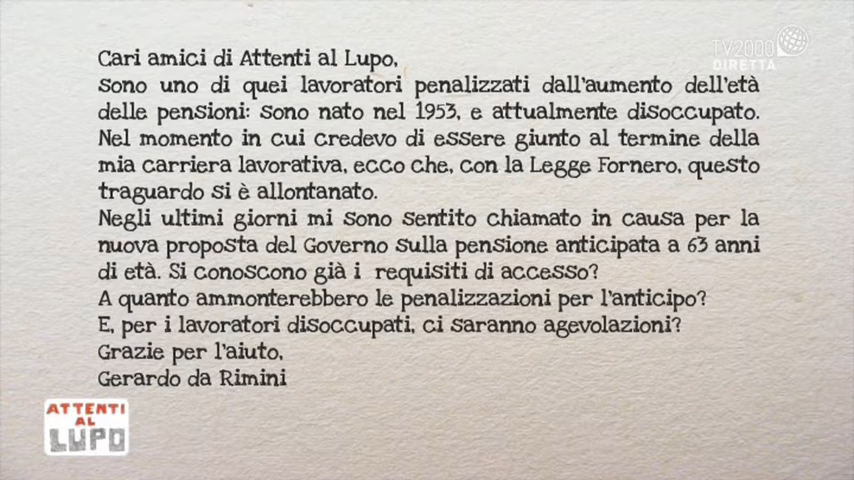 TV2000
DIRETTA
Cari amici di Attenti al Lupo,
sono uno di quei lavoratori penalizzati dall'aumento dell'età
delle pensioni: sono nato nel 1953, e attualmente disoccupato.
Nel momento in cui credevo di essere giunto al termine della
mia carriera lavorativa, ecco che, con la Legge Fornero, questo
traguardo si è allontanato.
Negli ultimi giorni mi sono sentito chiamato in causa per la
nuova proposta del Governo sulla pensione anticipata a 63 anni
di età. Si conoscono già i  requisiti di accesso?
A quanto ammonterebbero le penalizzazioni per l'anticipo?
E, per i lavoratori disoccupati, ci saranno agevolazioni?
Grazie per l'aiuto,
Gerardo da Rimini
ATTENTI
AL
LUPO